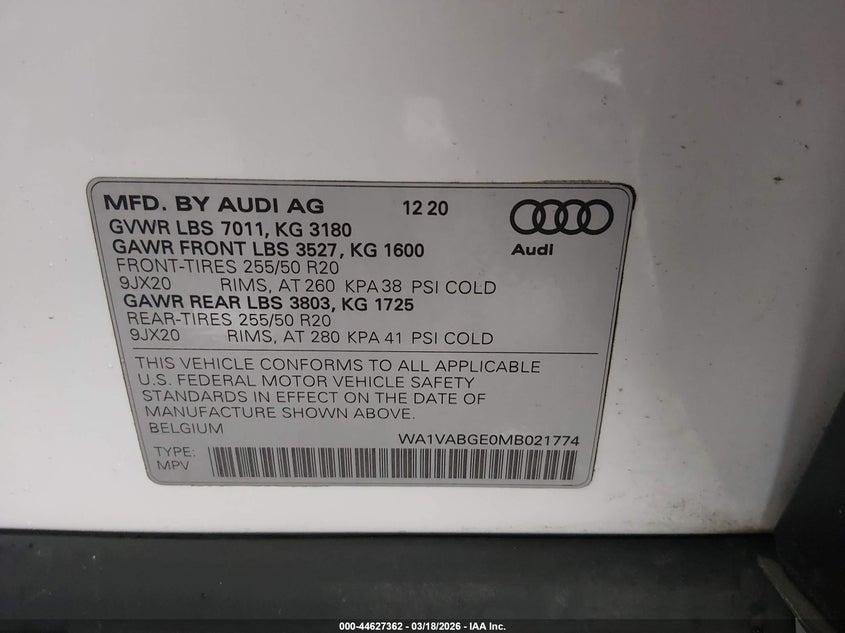 MFD. BY AUDI AG 12 20
GVWR LBS 7011, KG 3180
GAWR FRONT LBS 3527, KG 1600
Audi
FRONT-TIRES 255/50 R20
9JX20 RIMS, AT 260 KPA 38 PSI COLD
GAWR REAR LBS 3803, KG 1725
REAR-TIRES 255/50 R20
9JX20 RIMS, AT 280 KPA 41 PSI COLD
THIS VEHICLE CONFORMS TO ALL APPLICABLE
U.S. FEDERAL MOTOR VEHICLE SAFETY
STANDARDS IN EFFECT ON THE DATE OF
MANUFACTURE SHOWN ABOVE.
BELGIUM WA1VABGE0MB021774
TYPE:
MPV
000-44627362 - 03/18/2026 - IAA Inc.